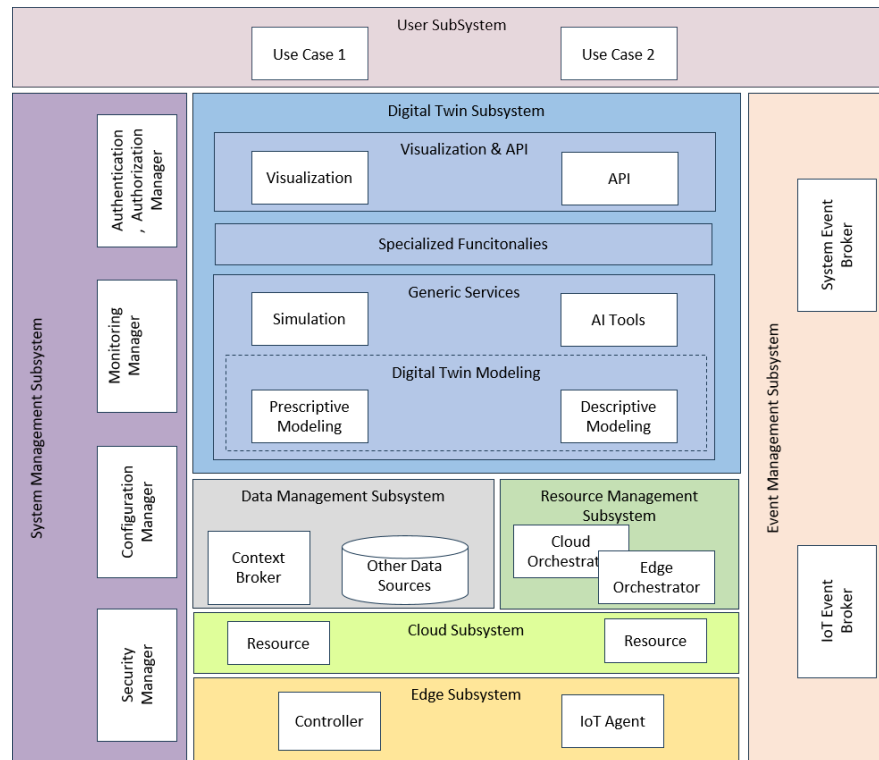 User SubSystem
Use Case 1
Use Case 2
System Management Subsystem
Authentication
, Authorization
Manager
Monitoring
Manager
Configuration
Manager
Security
Manager
Digital Twin Subsystem
Visualization & API
Visualization
API
Specialized Funcitonalies
Generic Services
Simulation
AI Tools
Digital Twin Modeling
Prescriptive
Modeling
Descriptive
Modeling
Data Management Subsystem
Context
Broker
Other Data
Sources
Resource Management
Subsystem
Cloud
Orchestrat
Edge
Orchestrator
Cloud Subsystem
Resource
Resource
Edge Subsystem
Controller
IoT Agent
Event Management Subsystem
System Event
Broker
IoT Event
Broker